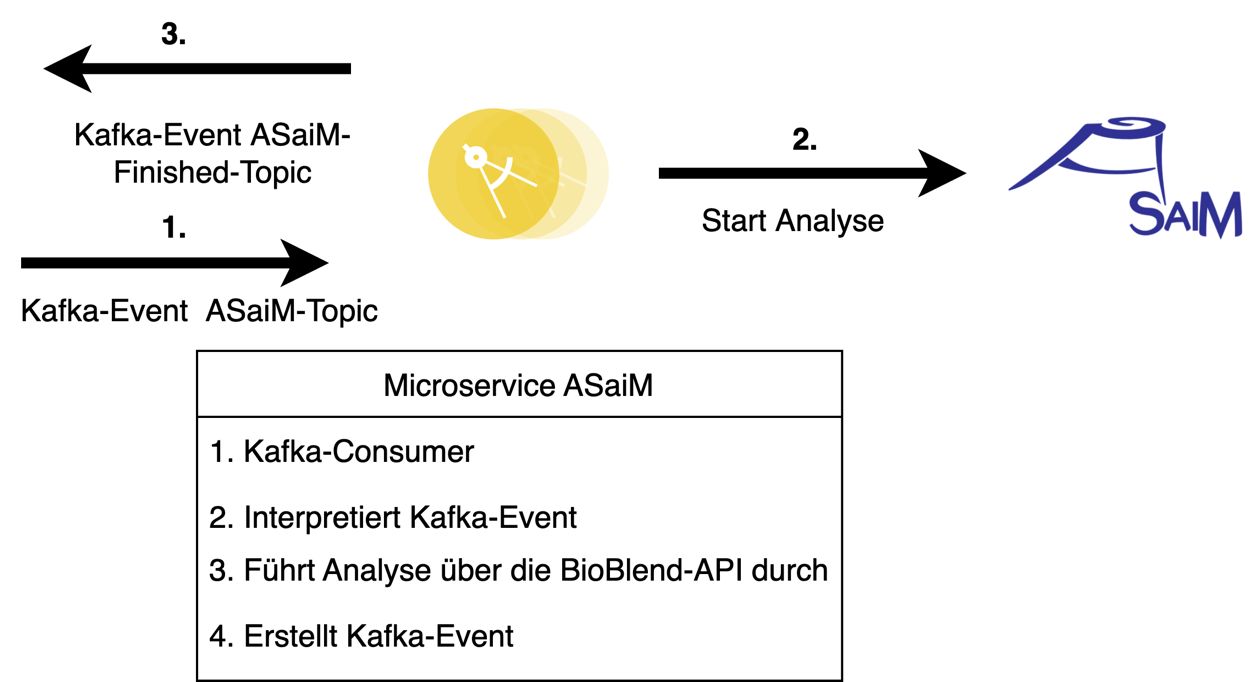 3.
Kafka-Event ASaiM-
Finished-Topic
1.
Kafka-Event ASaiM-Topic
2.
Start Analyse
SAIM
Microservice ASaiM
1. Kafka-Consumer
2. Interpretiert Kafka-Event
3. Führt Analyse über die BioBlend-API durch
4. Erstellt Kafka-Event